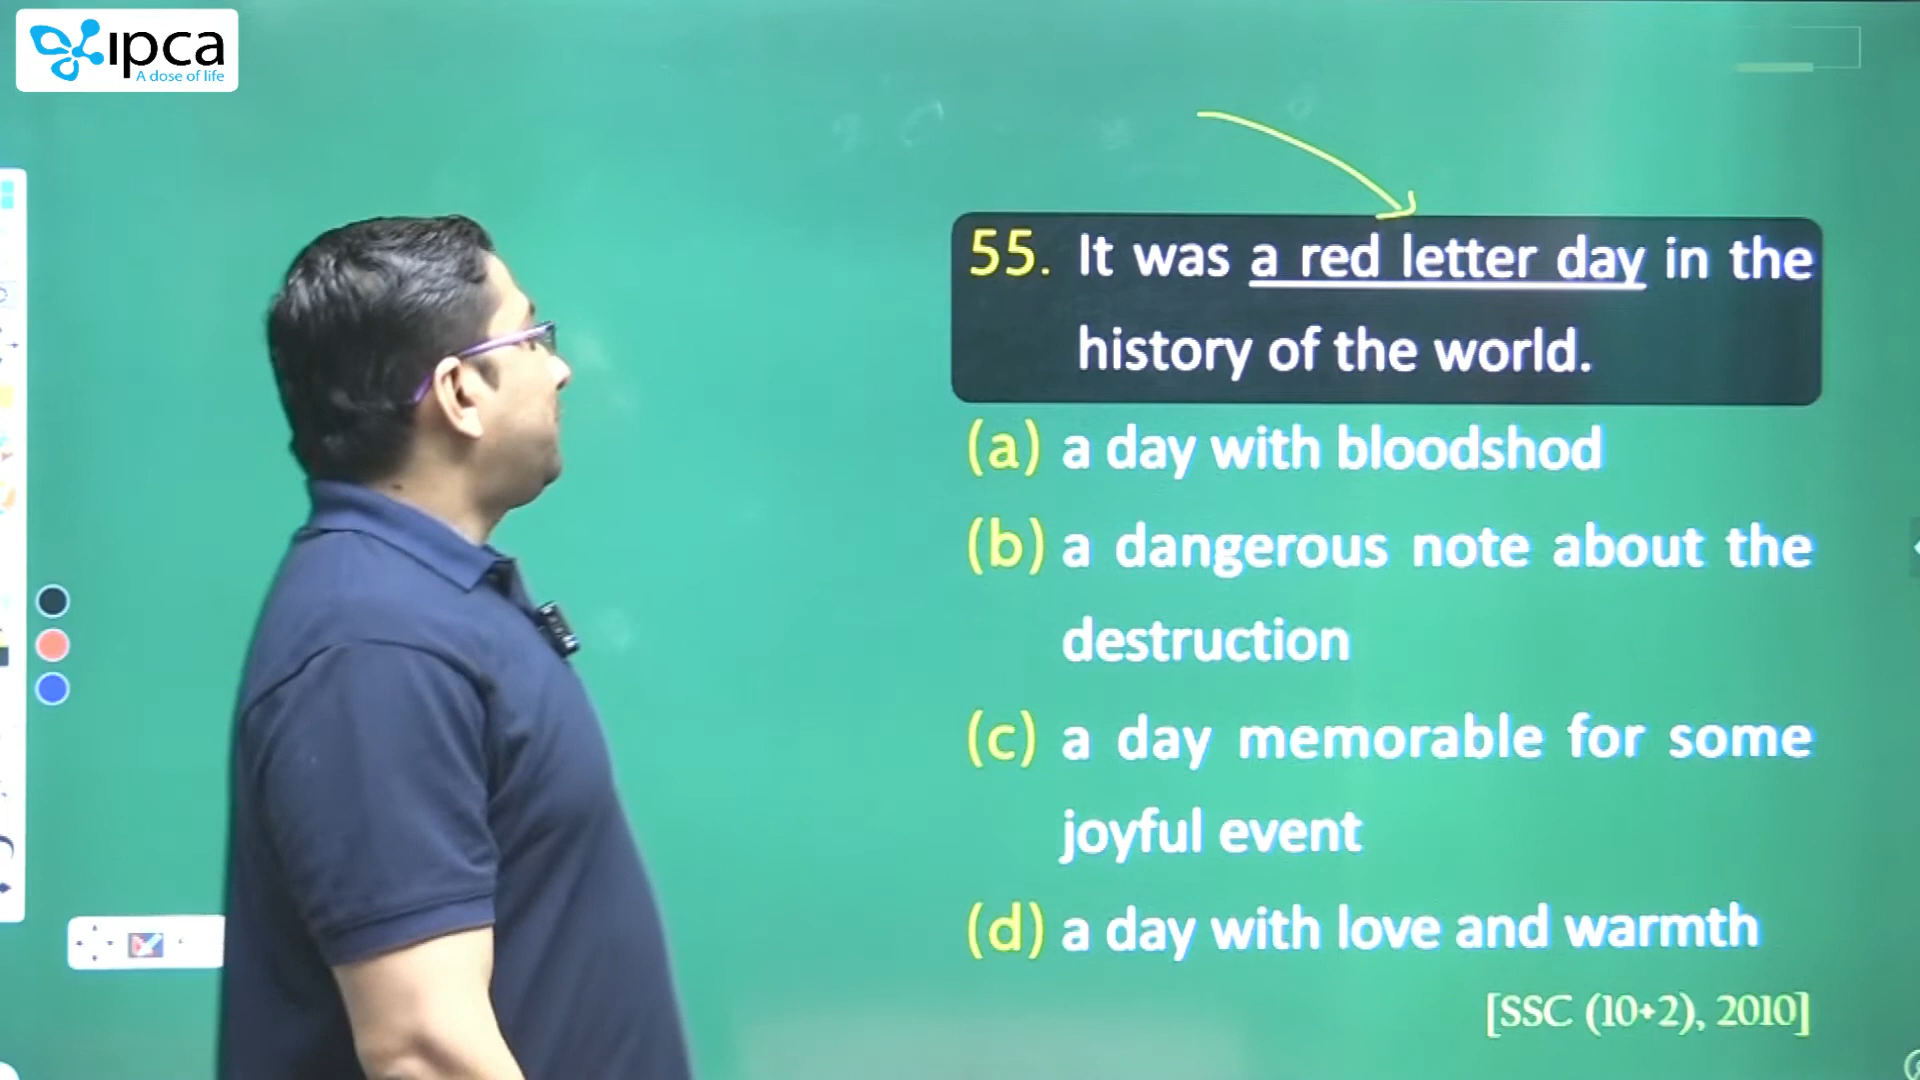 ipca
A dose of life
55. It was a red letter day in the
history of the world.
(a) a day with bloodshod
(b) a dangerous note about the
destruction
(c) a day memorable for some
joyful event
(d) a day with love and warmth
[SSC (10+2), 2010]